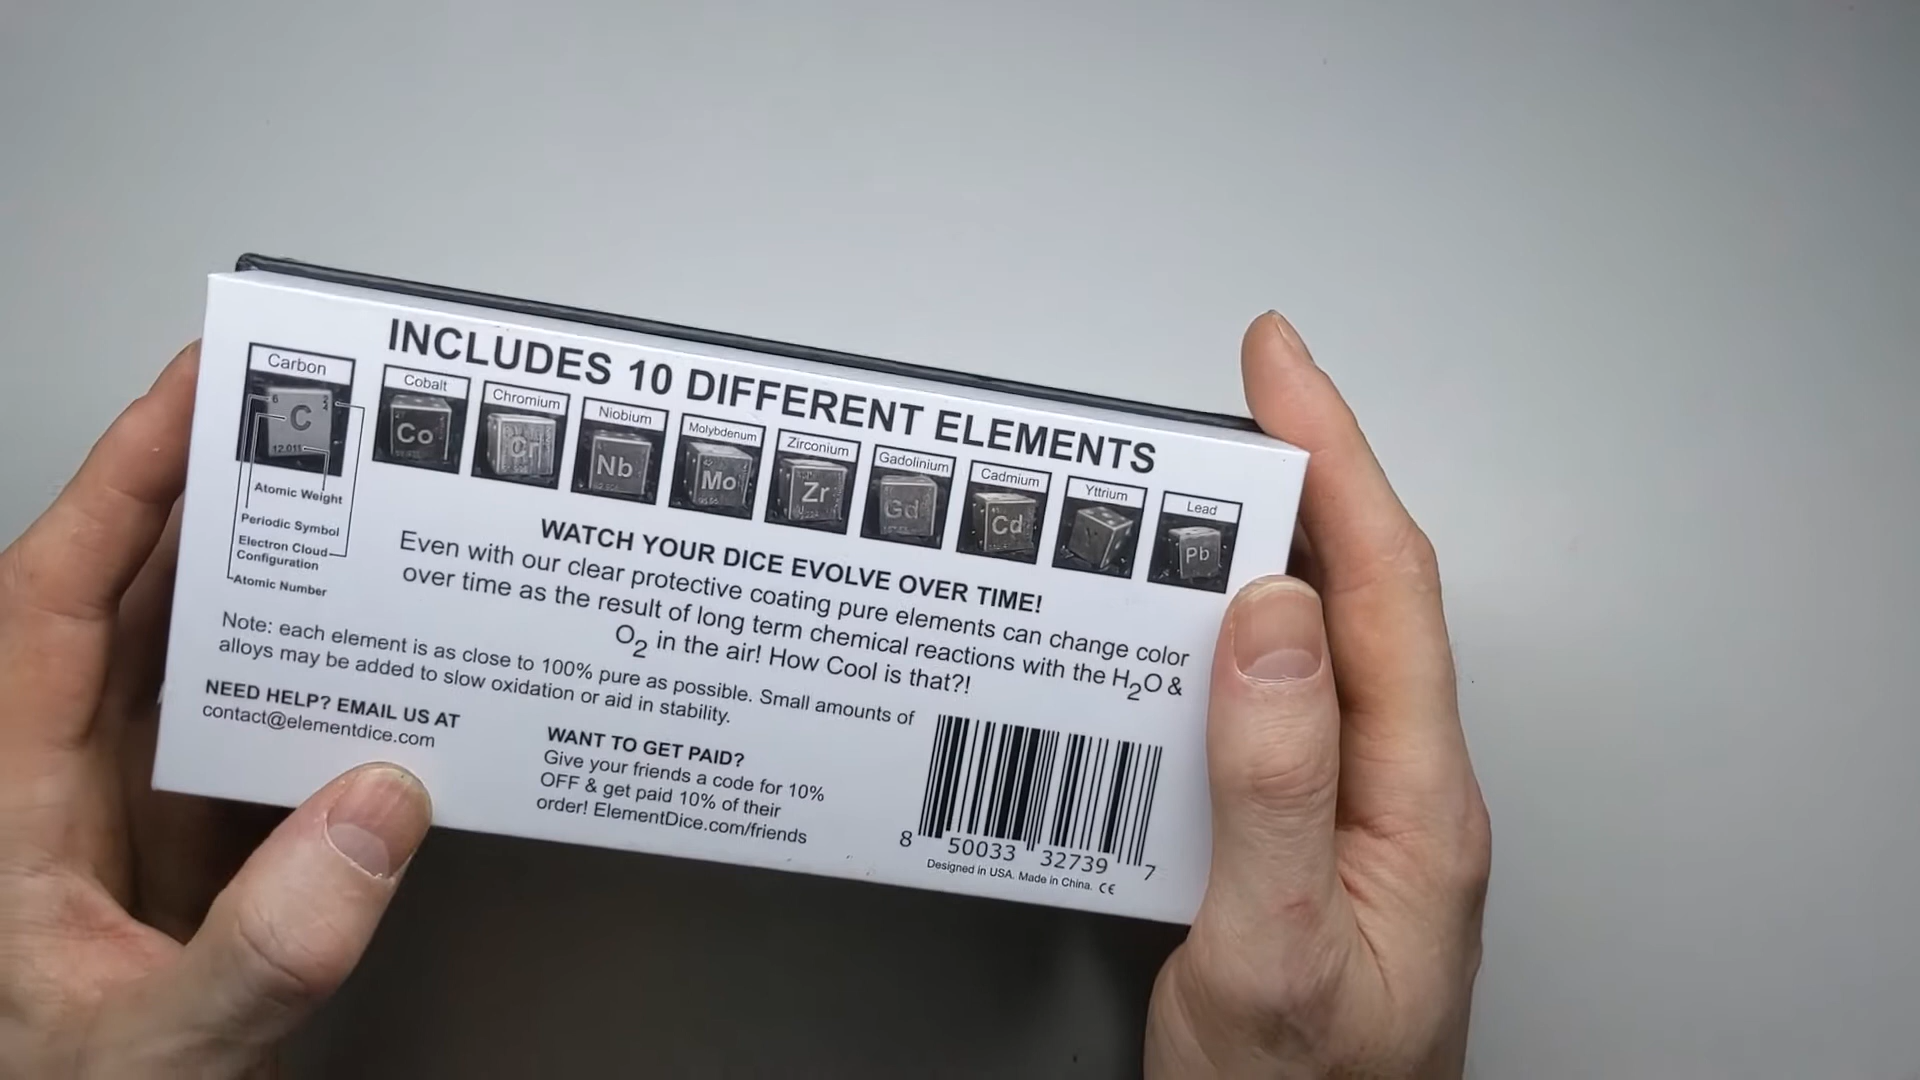 INCLUDES 10 DIFFERENT ELEMENTS
Carbon
6
C
12.011
Atomic Weight
Periodic Symbol
Electron Cloud
Configuration
Atomic Number
Cobalt
Co
Chromium
Cr
Niobium
Nb
Molybdenum
Mo
Zirconium
Zr
Gadolinium
Gd
Cadmium
Cd
Yttrium
Lead
Pb
WATCH YOUR DICE EVOLVE OVER TIME!
Even with our clear protective coating pure elements can change color
over time as the result of long term chemical reactions with the H2O &
O2 in the air! How Cool is that?!
Note: each element is as close to 100% pure as possible. Small amounts of
alloys may be added to slow oxidation or aid in stability.
NEED HELP? EMAIL US AT
contact@elementdice.com
WANT TO GET PAID?
Give your friends a code for 10%
OFF & get paid 10% of their
order! ElementDice.com/friends
8 50033 32739 7
Designed in USA. Made in China. CE